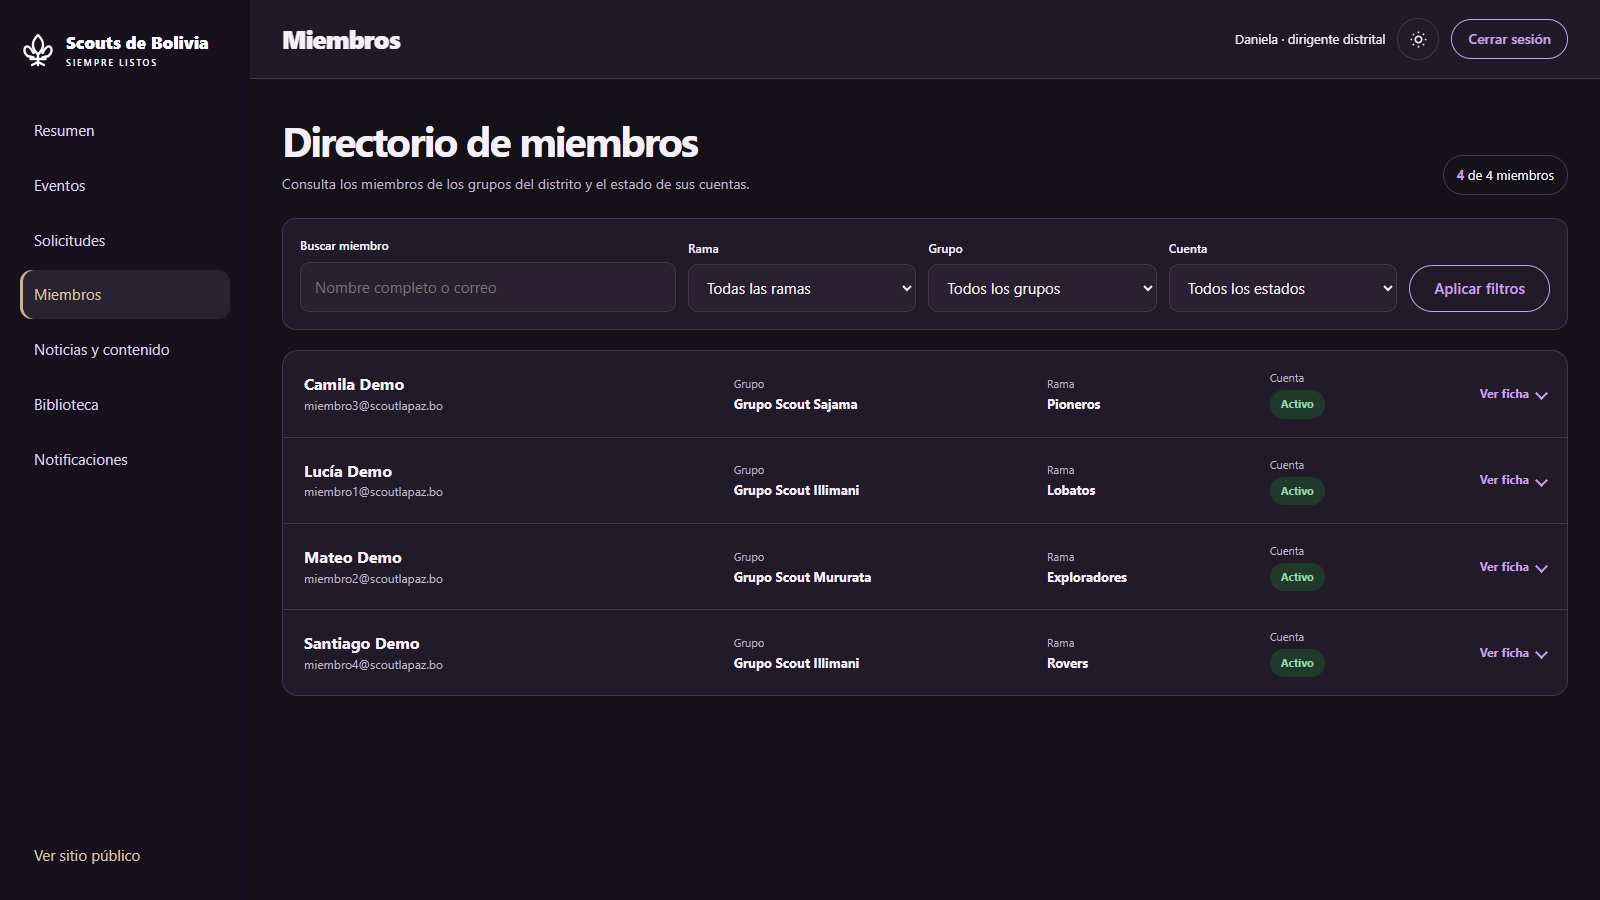 Scouts de Bolivia
SIEMPRE LISTOS
Resumen
Eventos
Solicitudes
Miembros
Noticias y contenido
Biblioteca
Notificaciones
Ver sitio público
Miembros
Daniela · dirigente distrital
Cerrar sesión
Directorio de miembros
Consulta los miembros de los grupos del distrito y el estado de sus cuentas.
4 de 4 miembros
Buscar miembro
Nombre completo o correo
Rama
Todas las ramas
Grupo
Todos los grupos
Cuenta
Todos los estados
Aplicar filtros
Camila Demo
miembro3@scoutlapaz.bo
Grupo
Grupo Scout Sajama
Rama
Pioneros
Cuenta
Activo
Ver ficha
Lucía Demo
miembro1@scoutlapaz.bo
Grupo
Grupo Scout Illimani
Rama
Lobatos
Cuenta
Activo
Ver ficha
Mateo Demo
miembro2@scoutlapaz.bo
Grupo
Grupo Scout Mururata
Rama
Exploradores
Cuenta
Activo
Ver ficha
Santiago Demo
miembro4@scoutlapaz.bo
Grupo
Grupo Scout Illimani
Rama
Rovers
Cuenta
Activo
Ver ficha